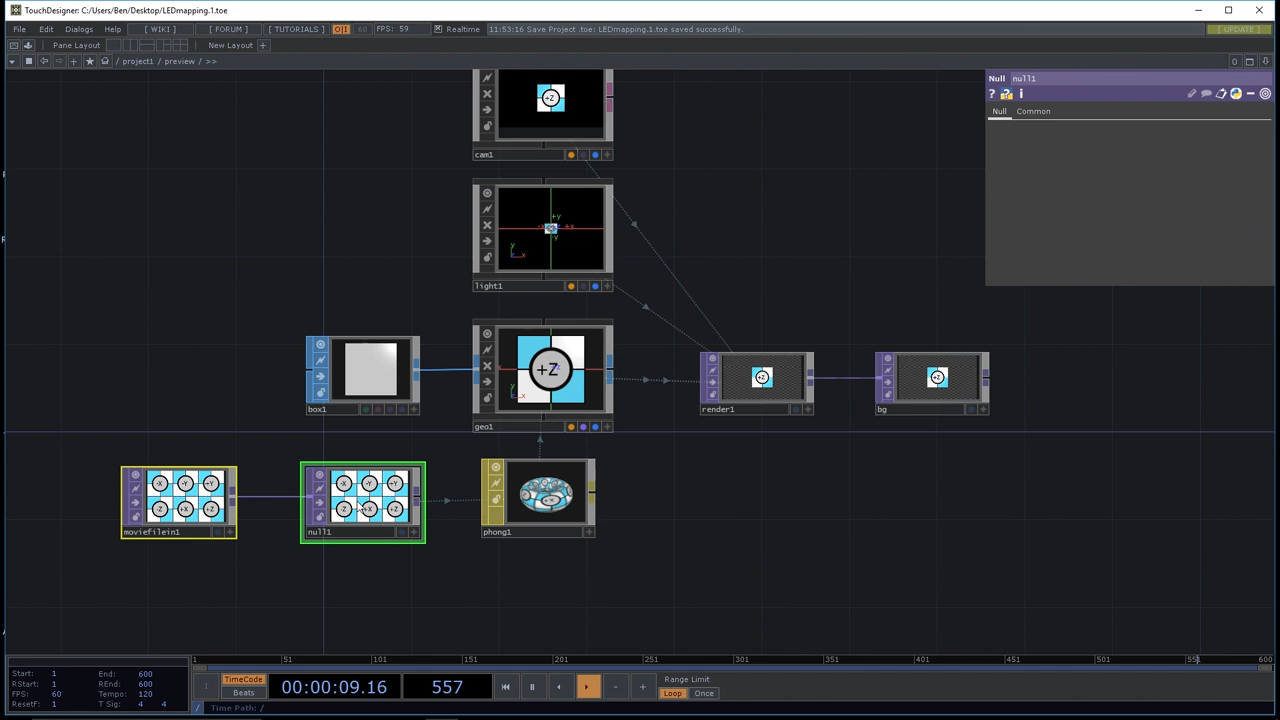 TouchDesigner: C:/Users/Ben/Desktop/LEDmapping.1.toe
File Edit Dialogs Help [ WIKI ] [ FORUM ] [ TUTORIALS ] O|I 60 FPS: 59 Realtime 11:53:16 Save Project .toe: LEDmapping.1.toe saved successfully. [ UPDATE ]
Pane Layout New Layout +
/ project1 / preview / >> 0
Null null1
? i
Null Common
+Z
cam1
+y
-x +x
-y
y
x
light1
+Z
y
x
box1
geo1
+Z
render1
+Z
bg
-X -Y +Y
-Z +X +Z
moviefilein1
-X -Y +Y
-Z +X +Z
null1
phong1
1 51 101 151 201 251 301 351 401 451 501 551 600
Start: 1 End: 600
RStart: 1 REnd: 600
FPS: 60 Tempo: 120
ResetF: 1 T Sig: 4 4
TimeCode
Beats
00:00:09.16 557
Range Limit
Loop Once
/ Time Path: /